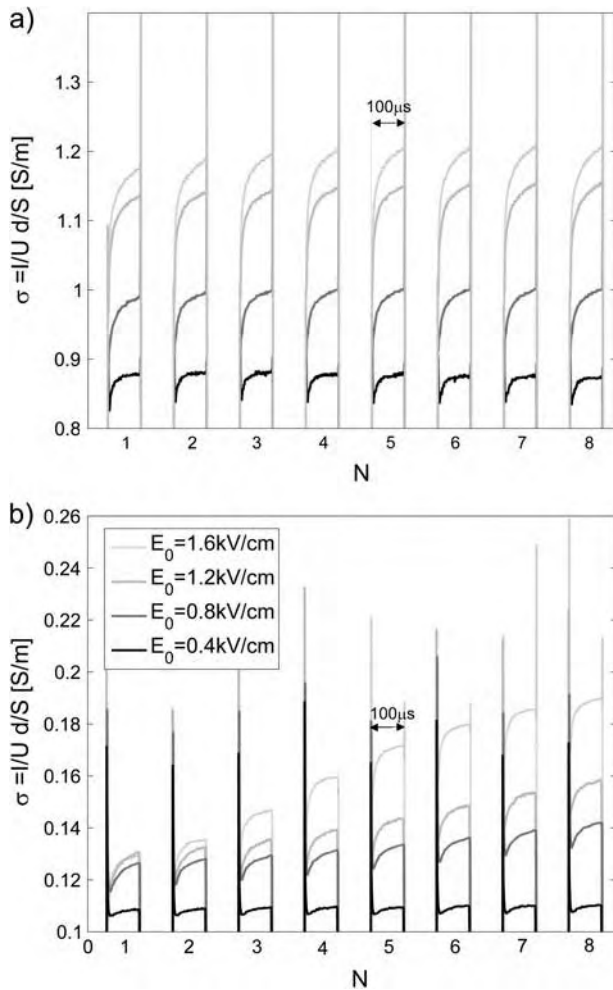 a)
σ =I/U d/S [S/m]
1.3
1.2
1.1
1
0.9
0.8
100μs
1 2 3 4 5 6 7 8
N
b)
σ =I/U d/S [S/m]
0.26
0.24
0.22
0.2
0.18
0.16
0.14
0.12
0.1
E₀=1.6kV/cm
E₀=1.2kV/cm
E₀=0.8kV/cm
E₀=0.4kV/cm
100μs
0 1 2 3 4 5 6 7 8
N